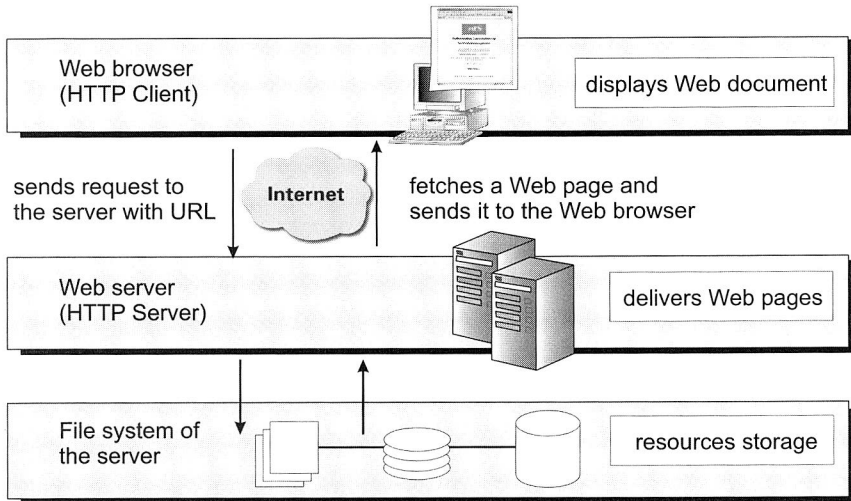 Web browser
(HTTP Client)
displays Web document
sends request to
the server with URL
Internet
fetches a Web page and
sends it to the Web browser
Web server
(HTTP Server)
delivers Web pages
File system of
the server
resources storage